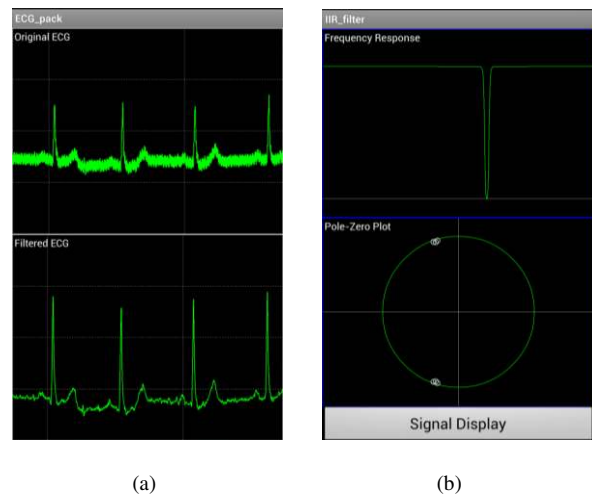 ECG_pack
Original ECG
Filtered ECG
(a)
IIR_filter
Frequency Response
Pole-Zero Plot
Signal Display
(b)